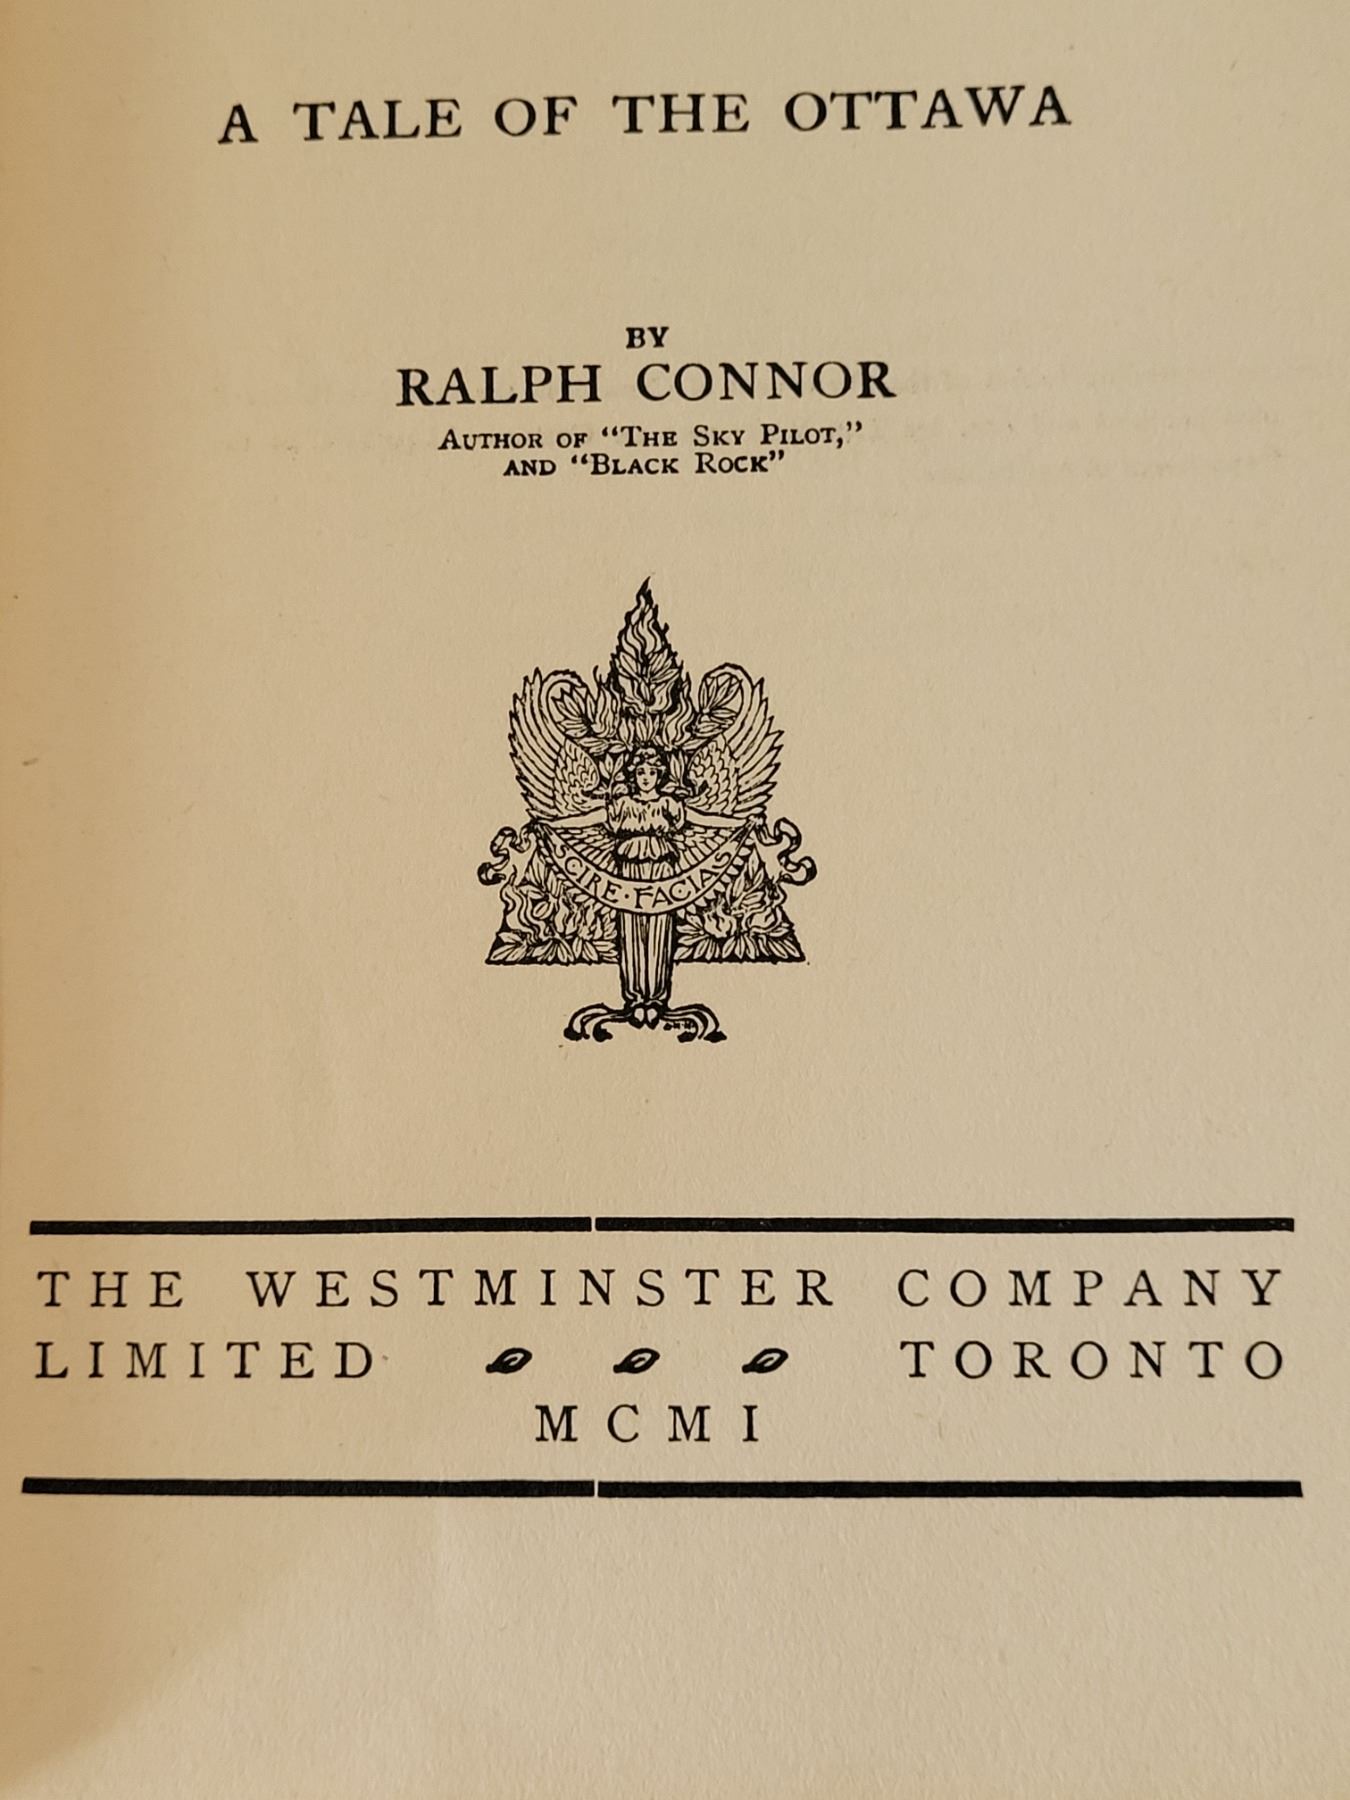 A TALE OF THE OTTAWA
BY
RALPH CONNOR
AUTHOR OF “THE SKY PILOT,”
AND “BLACK ROCK”
SCIRE · FACIAS
THE WESTMINSTER COMPANY
LIMITED TORONTO
MCMI